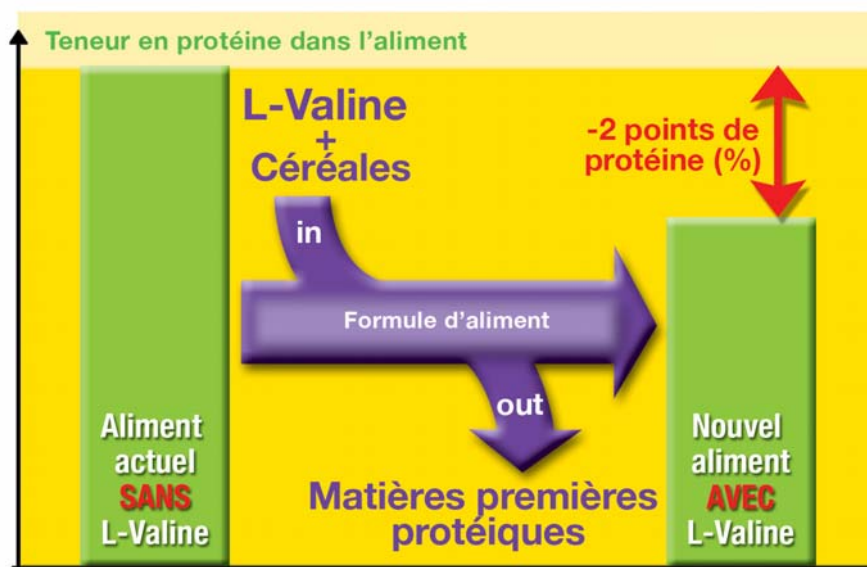 Teneur en protéine dans l'aliment
L-Valine
+
Céréales
-2 points de
protéine (%)
in
Formule d'aliment
out
Matières premières
protéiques
Aliment
actuel
SANS
L-Valine
Nouvel
aliment
AVEC
L-Valine